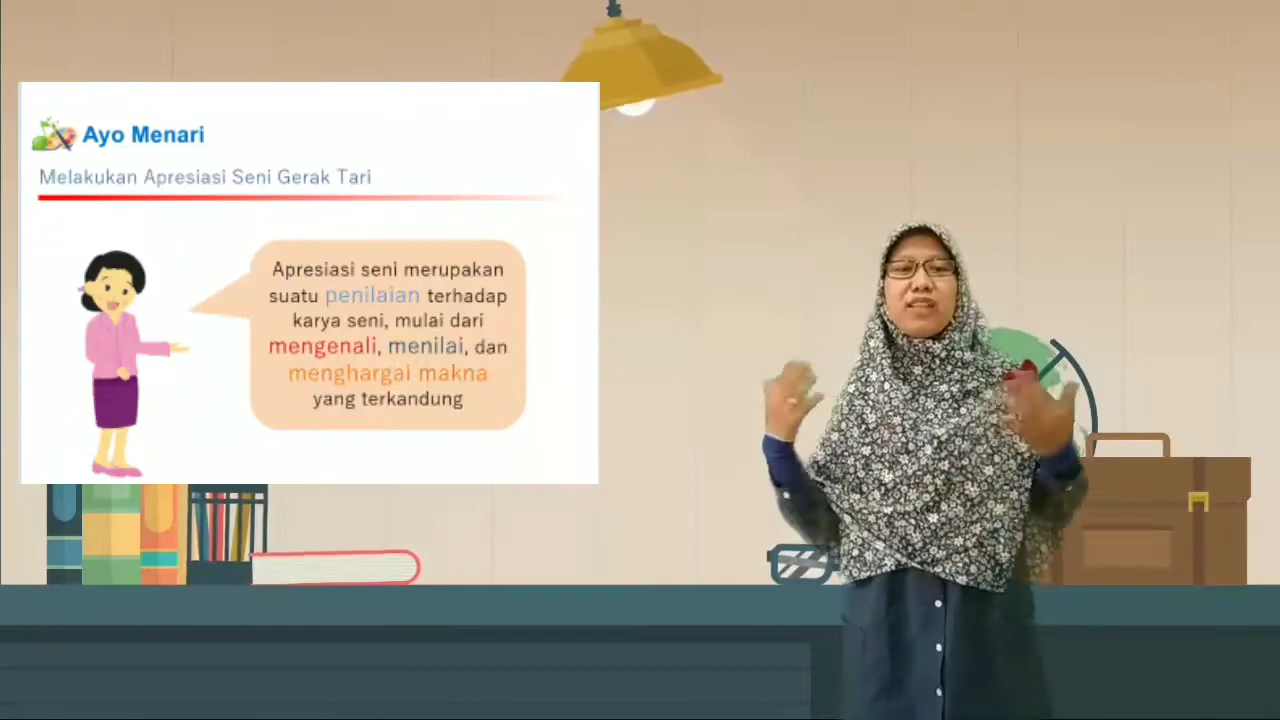 Ayo Menari
Melakukan Apresiasi Seni Gerak Tari
Apresiasi seni merupakan
suatu penilaian terhadap
karya seni, mulai dari
mengenali, menilai, dan
menghargai makna
yang terkandung